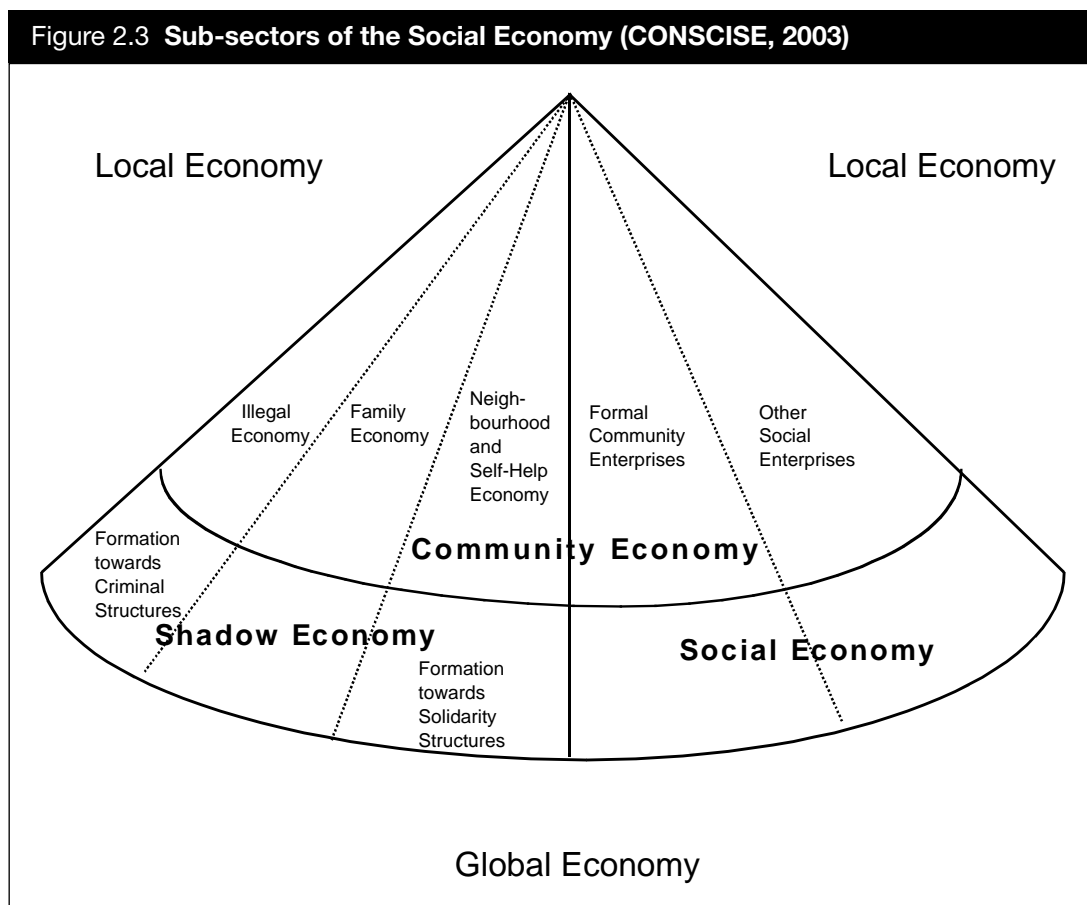 Figure 2.3 Sub-sectors of the Social Economy (CONSCISE, 2003)
Local Economy
Local Economy
Illegal
Economy
Family
Economy
Neigh-
bourhood
and
Self-Help
Economy
Formal
Community
Enterprises
Other
Social
Enterprises
Community Economy
Formation
towards
Criminal
Structures
Shadow Economy
Social Economy
Formation
towards
Solidarity
Structures
Global Economy